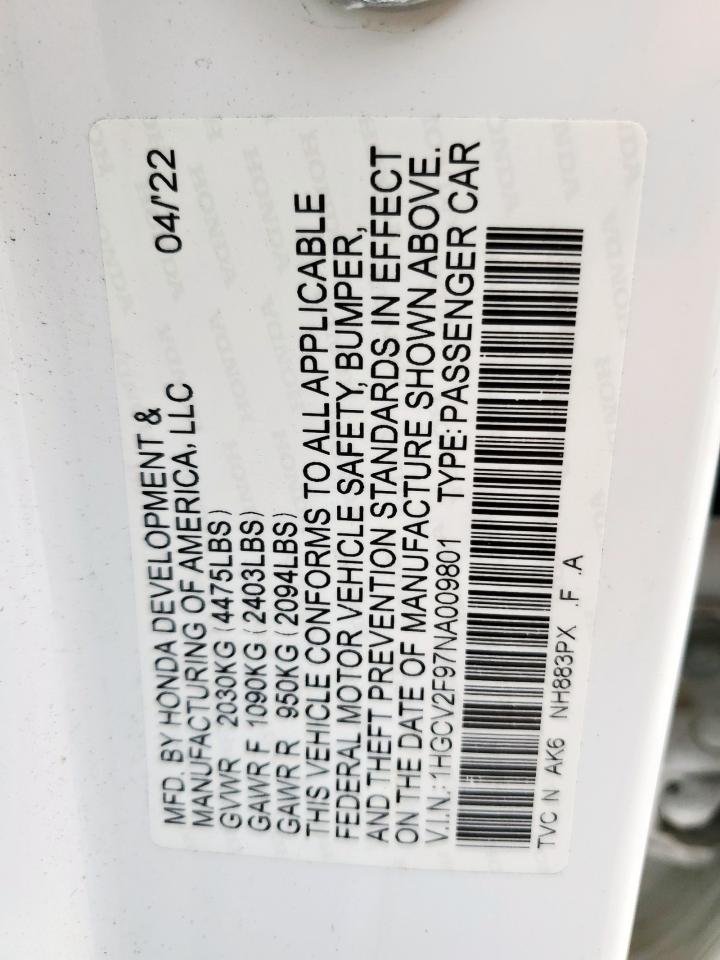 MFD. BY HONDA DEVELOPMENT & 04/'22
MANUFACTURING OF AMERICA, LLC
GVWR 2030KG (4475LBS)
GAWR F 1090KG (2403LBS)
GAWR R 950KG (2094LBS)
THIS VEHICLE CONFORMS TO ALL APPLICABLE
FEDERAL MOTOR VEHICLE SAFETY, BUMPER,
AND THEFT PREVENTION STANDARDS IN EFFECT
ON THE DATE OF MANUFACTURE SHOWN ABOVE.
V.I.N.: 1HGCV2F97NA009801 TYPE: PASSENGER CAR
TVC N AK6 NH883PX .F .A